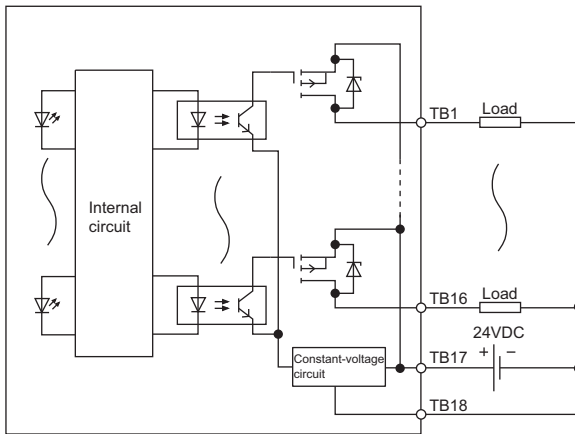 TB1
Load
Internal
circuit
TB16
Load
24VDC
+ −
Constant-voltage
circuit
TB17
TB18